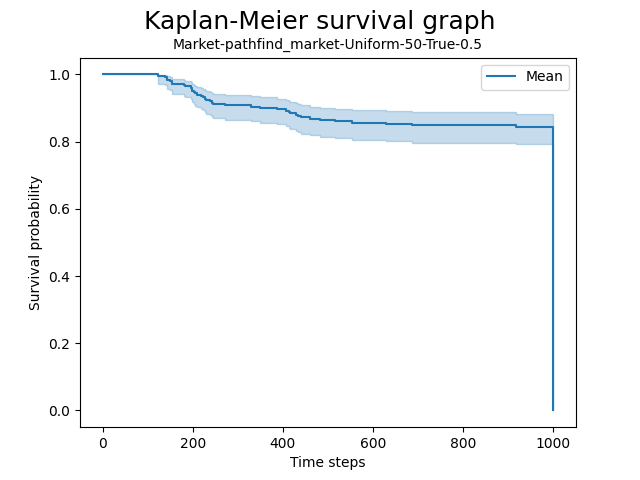 Kaplan-Meier survival graph
Market-pathfind_market-Uniform-50-True-0.5
Mean
1.0
0.8
0.6
0.4
0.2
0.0
Survival probability
0
200
400
600
800
1000
Time steps